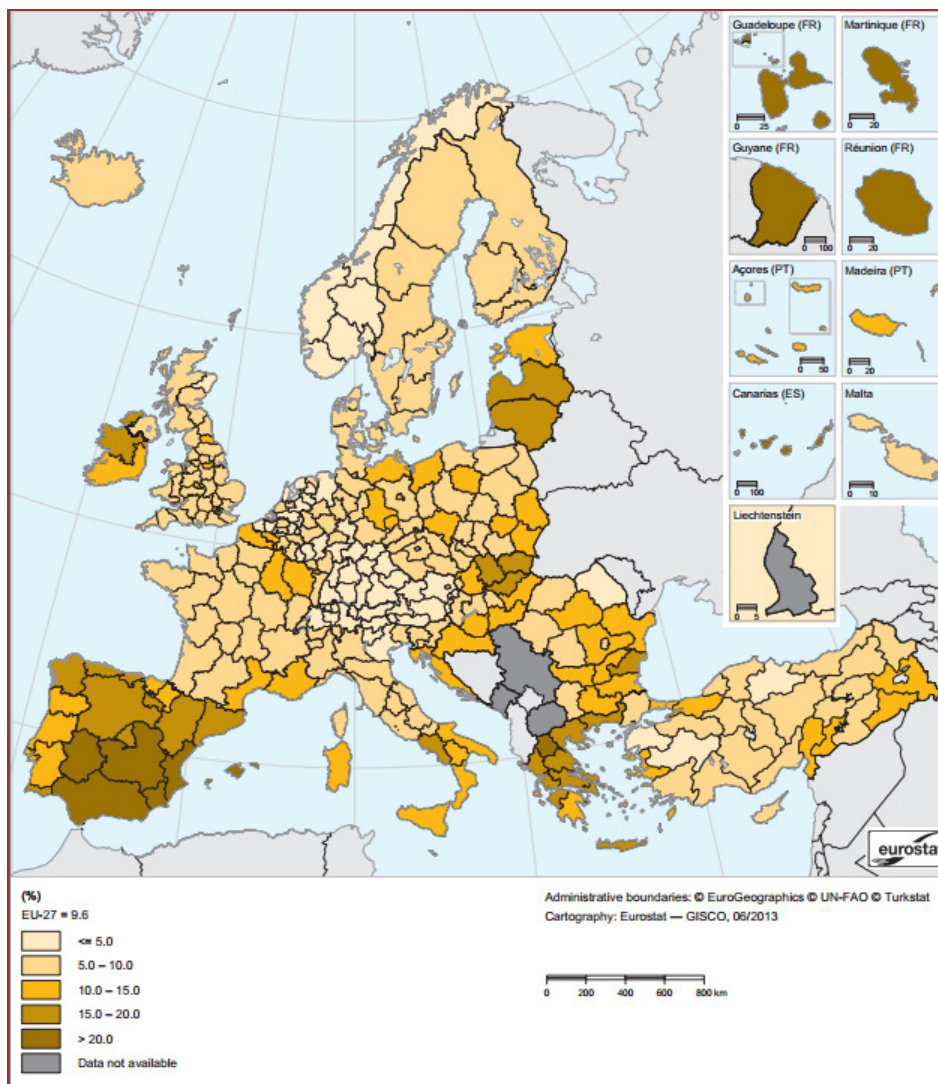 Guadeloupe (FR)
0 25
Martinique (FR)
0 20
Guyane (FR)
0 100
Réunion (FR)
0 20
Açores (PT)
0 50
Madeira (PT)
0 20
Canarias (ES)
0 100
Malta
0 10
Liechtenstein
0 5
eurostat
(%)
EU-27 = 9.6
<= 5.0
5.0 – 10.0
10.0 – 15.0
15.0 – 20.0
> 20.0
Data not available
Administrative boundaries: © EuroGeographics © UN-FAO © Turkstat
Cartography: Eurostat — GISCO, 06/2013
0 200 400 600 800 km